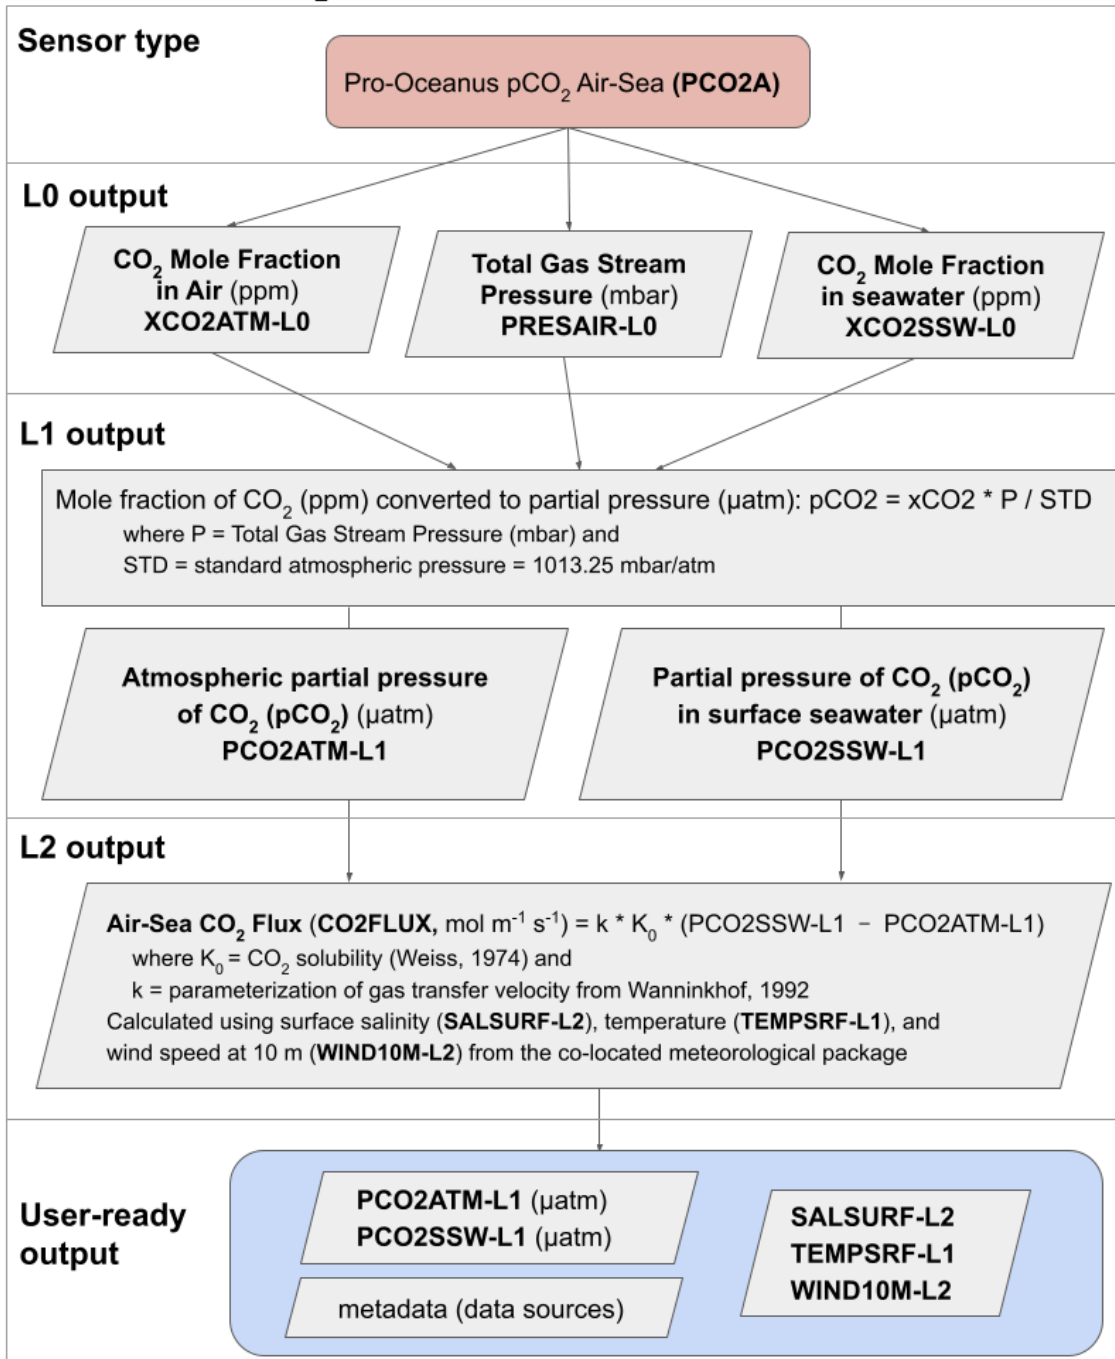 Sensor type
Pro-Oceanus pCO₂ Air-Sea (PCO2A)
L0 output
CO₂ Mole Fraction
in Air (ppm)
XCO2ATM-L0
Total Gas Stream
Pressure (mbar)
PRESAIR-L0
CO₂ Mole Fraction
in seawater (ppm)
XCO2SSW-L0
L1 output
Mole fraction of CO₂ (ppm) converted to partial pressure (µatm): pCO2 = xCO2 * P / STD
where P = Total Gas Stream Pressure (mbar) and
STD = standard atmospheric pressure = 1013.25 mbar/atm
Atmospheric partial pressure
of CO₂ (pCO₂) (µatm)
PCO2ATM-L1
Partial pressure of CO₂ (pCO₂)
in surface seawater (µatm)
PCO2SSW-L1
L2 output
Air-Sea CO₂ Flux (CO2FLUX, mol m⁻¹ s⁻¹) = k * K₀ * (PCO2SSW-L1 − PCO2ATM-L1)
where K₀ = CO₂ solubility (Weiss, 1974) and
k = parameterization of gas transfer velocity from Wanninkhof, 1992
Calculated using surface salinity (SALSURF-L2), temperature (TEMPSRF-L1), and
wind speed at 10 m (WIND10M-L2) from the co-located meteorological package
User-ready
output
PCO2ATM-L1 (µatm)
PCO2SSW-L1 (µatm)
metadata (data sources)
SALSURF-L2
TEMPSRF-L1
WIND10M-L2